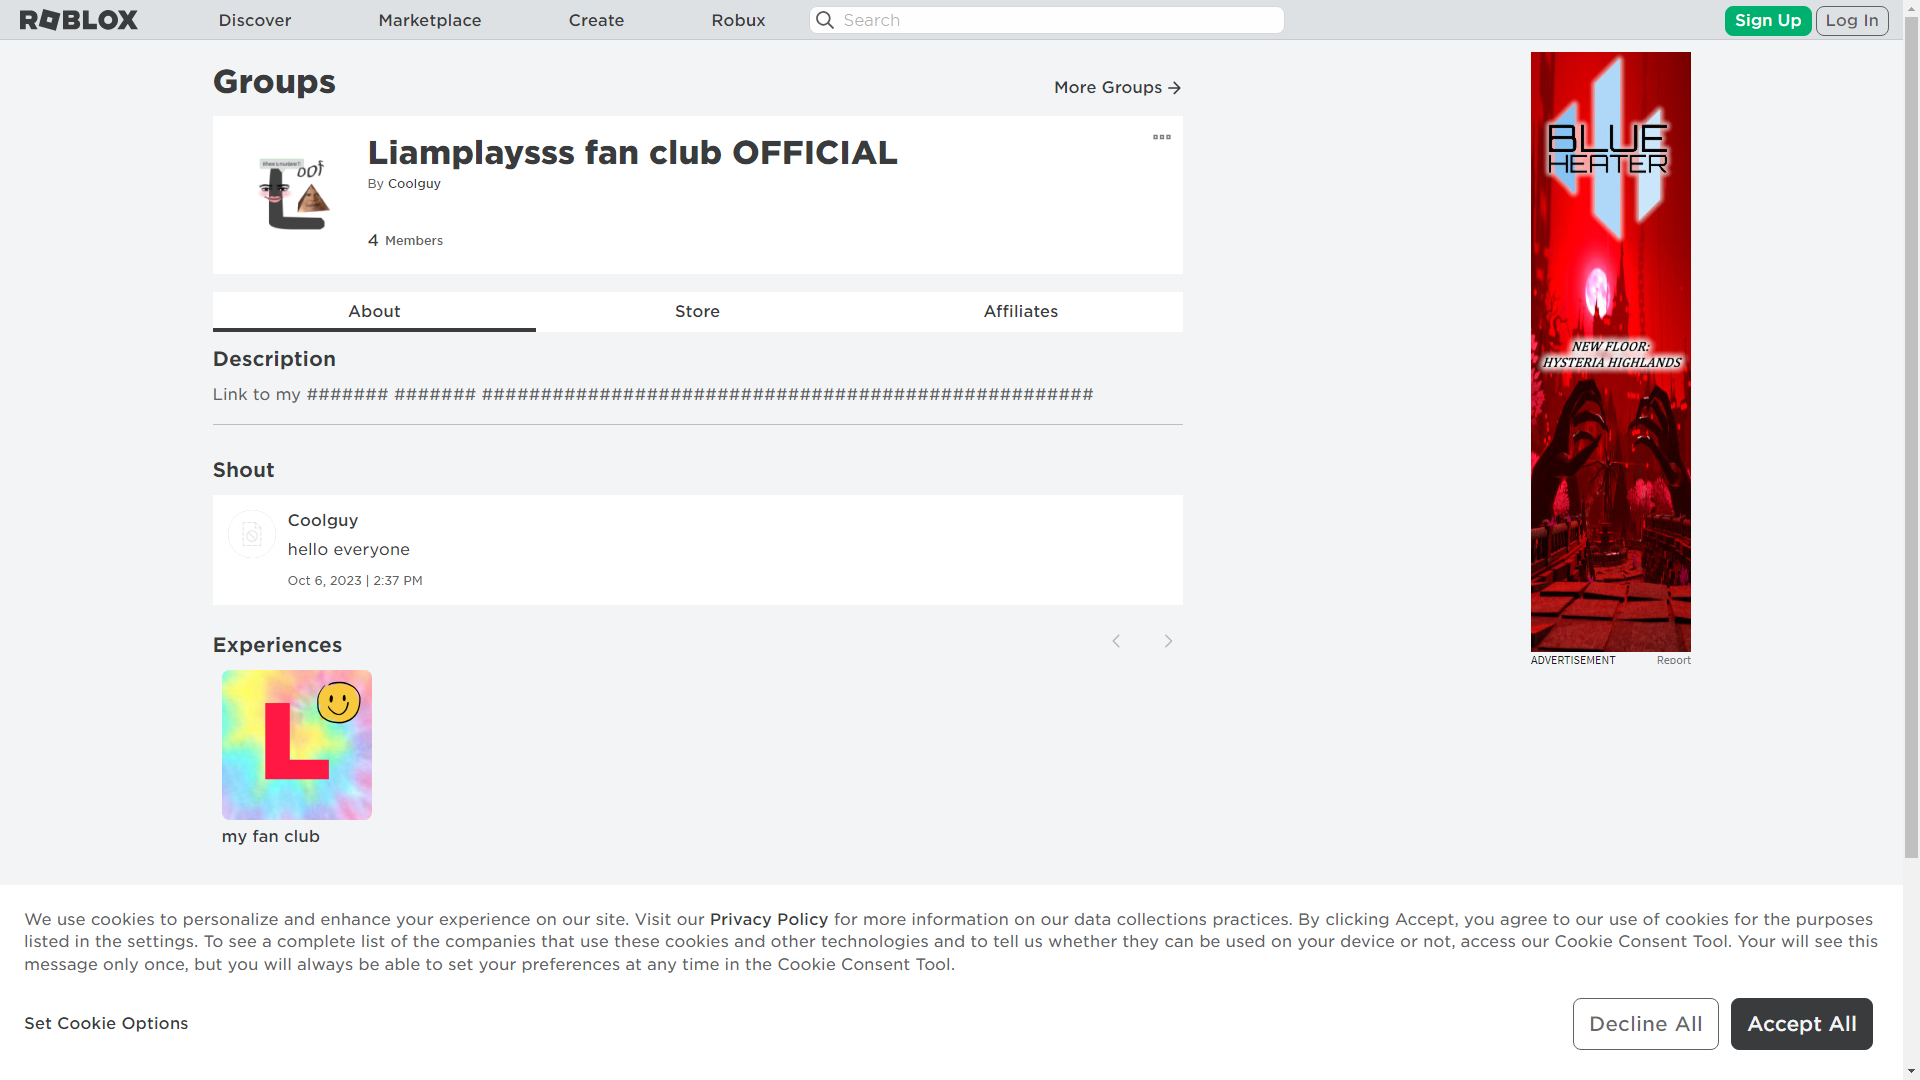 ROBLOX Discover Marketplace Create Robux Search Sign Up Log In
Groups
More Groups
Liamplaysss fan club OFFICIAL
By Coolguy
4 Members
oof
About Store Affiliates
Description
Link to my ####### ####### ####################################################
Shout
Coolguy
hello everyone
Oct 6, 2023 | 2:37 PM
Experiences
L
my fan club
BLUE
HEATER
NEW FLOOR:
HYSTERIA HIGHLANDS
ADVERTISEMENT Report
We use cookies to personalize and enhance your experience on our site. Visit our Privacy Policy for more information on our data collections practices. By clicking Accept, you agree to our use of cookies for the purposes
listed in the settings. To see a complete list of the companies that use these cookies and other technologies and to tell us whether they can be used on your device or not, access our Cookie Consent Tool. Your will see this
message only once, but you will always be able to set your preferences at any time in the Cookie Consent Tool.
Set Cookie Options
Decline All
Accept All